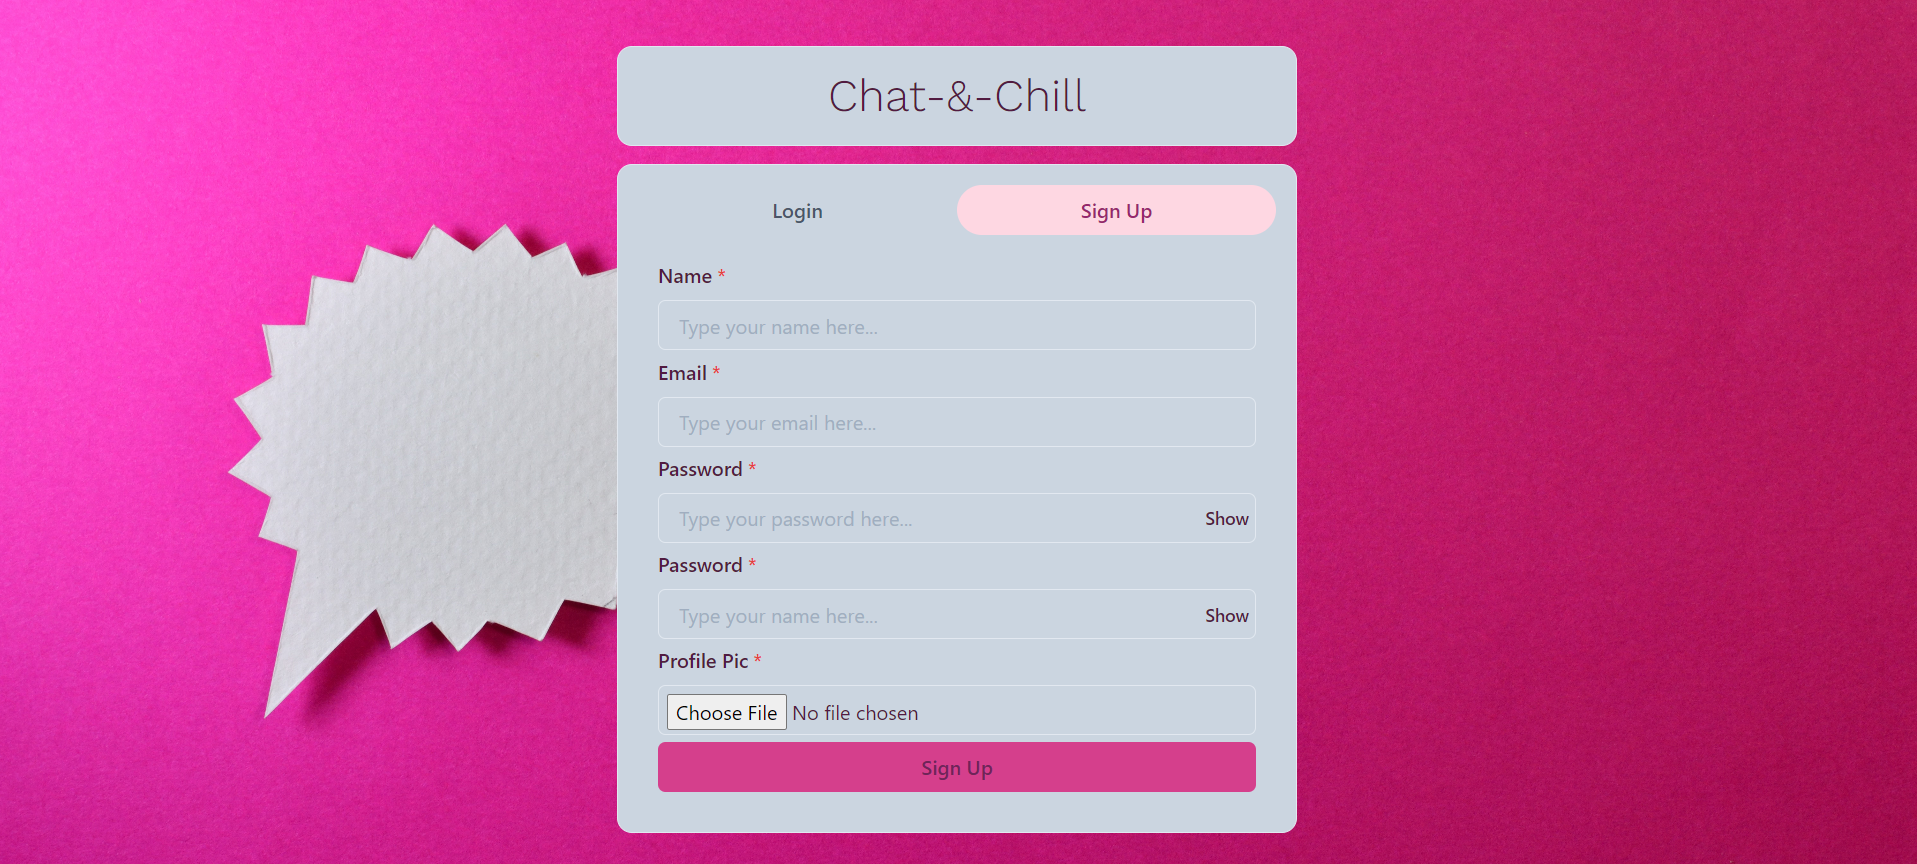 Chat-&-Chill
Login
Sign Up
Name *
Type your name here...
Email *
Type your email here...
Password *
Type your password here...
Show
Password *
Type your name here...
Show
Profile Pic *
Choose File No file chosen
Sign Up